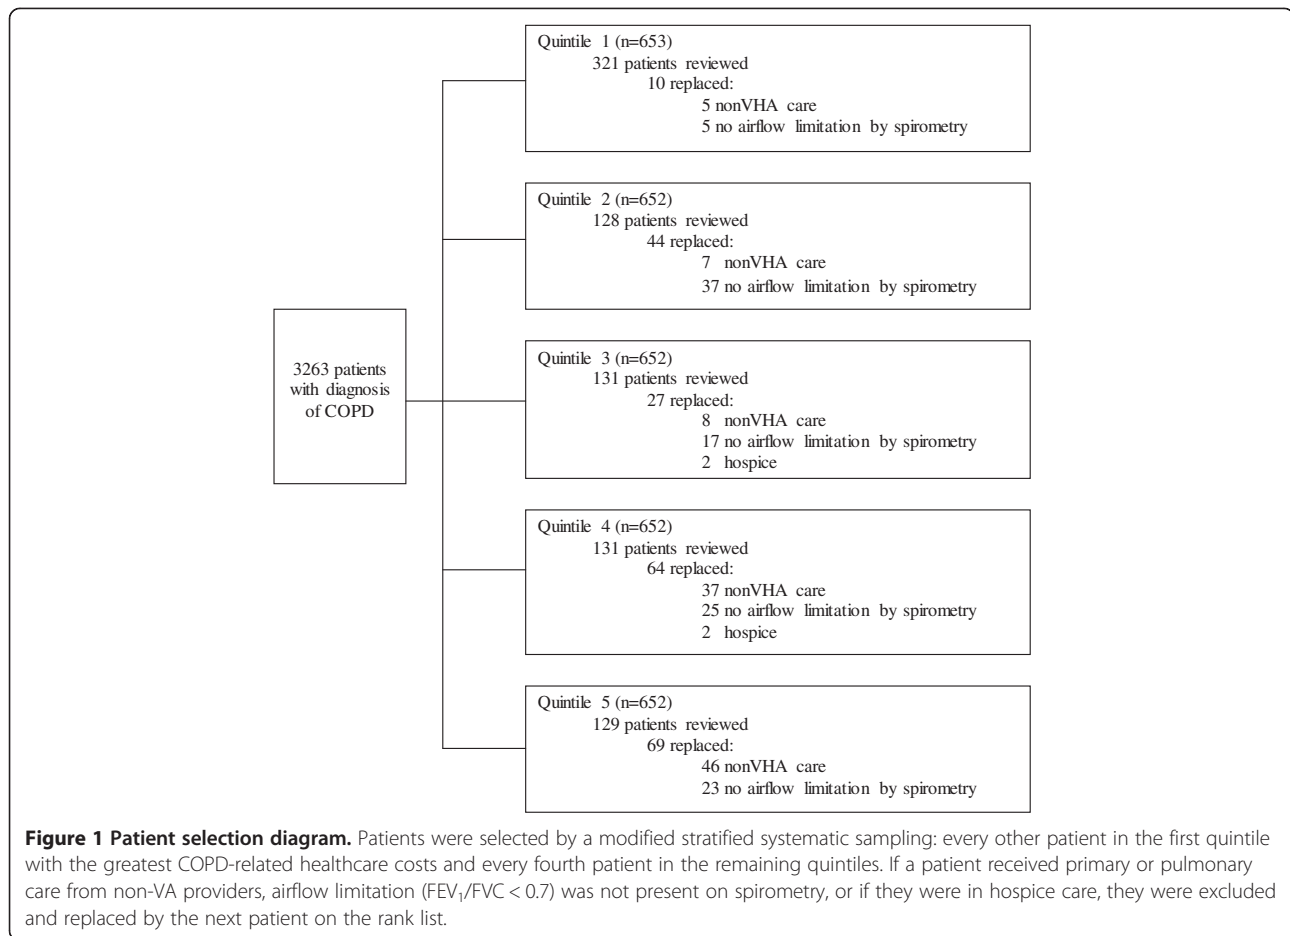 Quintile 1 (n=653)
321 patients reviewed
10 replaced:
5 nonVHA care
5 no airflow limitation by spirometry
Quintile 2 (n=652)
128 patients reviewed
44 replaced:
7 nonVHA care
37 no airflow limitation by spirometry
3263 patients
with diagnosis
of COPD
Quintile 3 (n=652)
131 patients reviewed
27 replaced:
8 nonVHA care
17 no airflow limitation by spirometry
2 hospice
Quintile 4 (n=652)
131 patients reviewed
64 replaced:
37 nonVHA care
25 no airflow limitation by spirometry
2 hospice
Quintile 5 (n=652)
129 patients reviewed
69 replaced:
46 nonVHA care
23 no airflow limitation by spirometry
Figure 1 Patient selection diagram. Patients were selected by a modified stratified systematic sampling: every other patient in the first quintile
with the greatest COPD-related healthcare costs and every fourth patient in the remaining quintiles. If a patient received primary or pulmonary
care from non-VA providers, airflow limitation (FEV₁/FVC < 0.7) was not present on spirometry, or if they were in hospice care, they were excluded
and replaced by the next patient on the rank list.